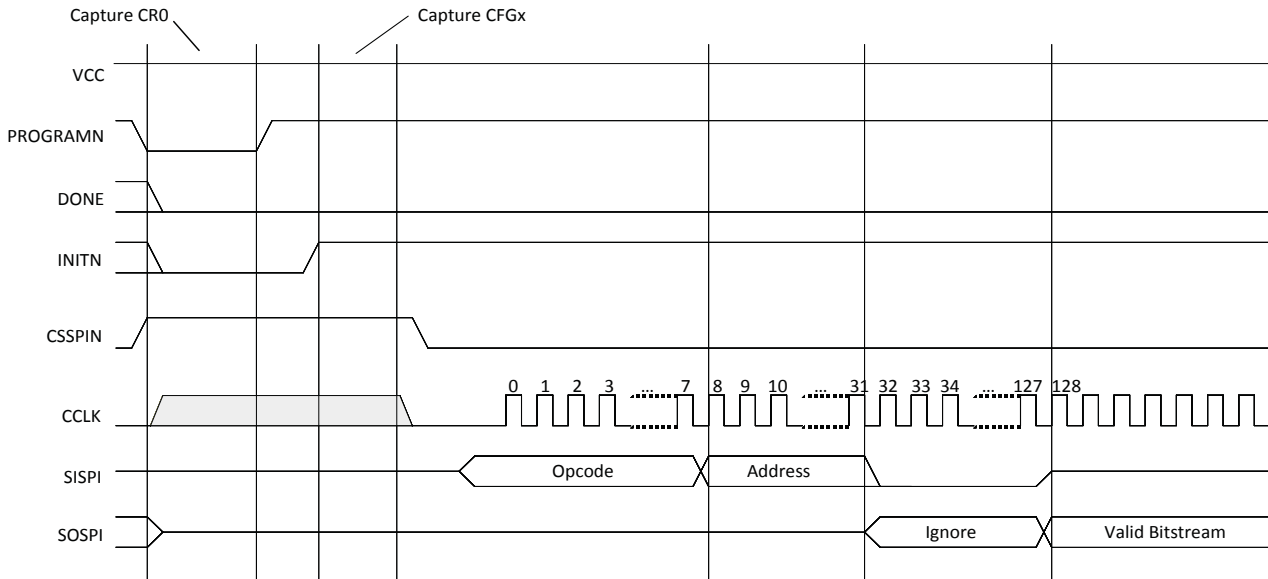 Capture CR0
Capture CFGx
VCC
PROGRAMN
DONE
INITN
CSSPIN
0 1 2 3 ... 7 8 9 10 ... 31 32 33 34 ... 127 128
CCLK
SISPI
Opcode
Address
SOSPI
Ignore
Valid Bitstream